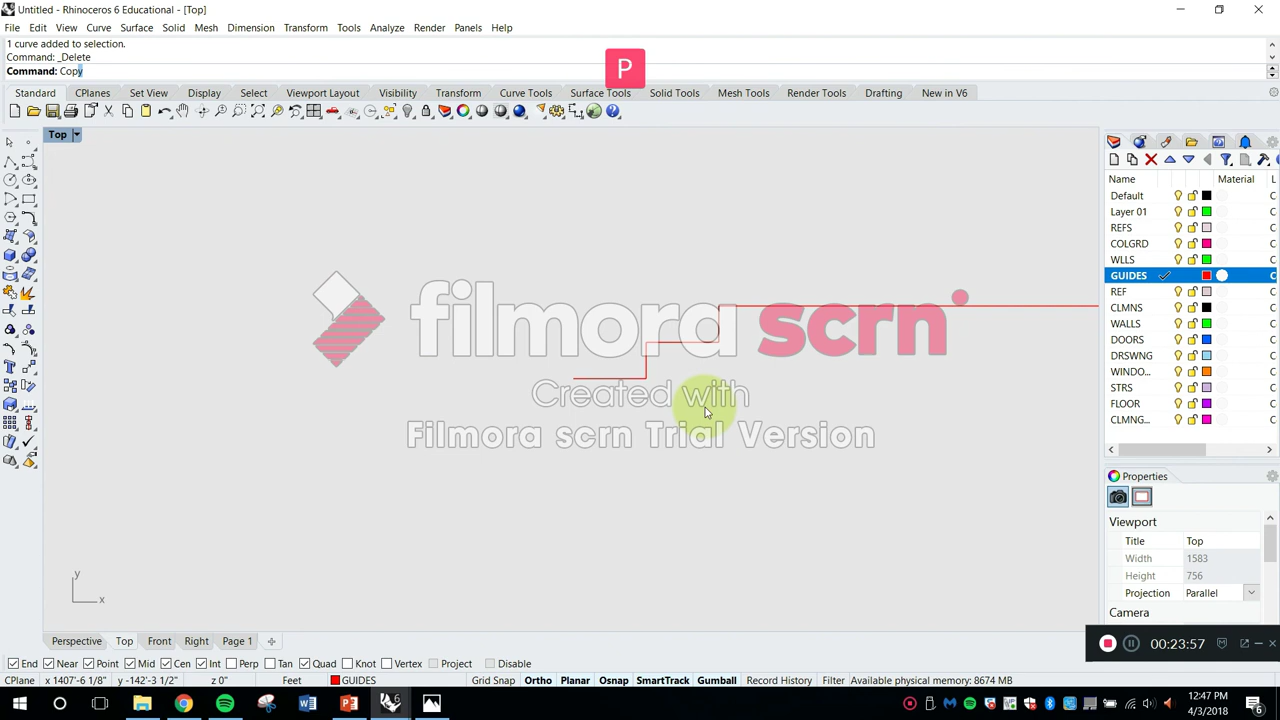 Untitled - Rhinoceros 6 Educational - [Top]
File Edit View Curve Surface Solid Mesh Dimension Transform Tools Analyze Render Panels Help
1 curve added to selection.
Command: _Delete
Command: Copy
P
Standard CPlanes Set View Display Select Viewport Layout Visibility Transform Curve Tools Surface Tools Solid Tools Mesh Tools Render Tools Drafting New in V6
Top
Name Material L
Default C
Layer 01 C
REFS C
COLGRD C
WLLS C
GUIDES C
REF C
CLMNS C
WALLS C
DOORS C
DRSWNG C
WINDO... C
STRS C
FLOOR C
CLMNG... C
filmora scrn
Created with
Filmora scrn Trial Version
Properties
Viewport
Title Top
Width 1583
Height 756
Projection Parallel
Camera
y
x
00:23:57
Perspective Top Front Right Page 1
End Near Point Mid Cen Int Perp Tan Quad Knot Vertex Project Disable
CPlane x 1407'-6 1/8" y -142'-3 1/2" z 0" Feet GUIDES Grid Snap Ortho Planar Osnap SmartTrack Gumball Record History Filter Available physical memory: 8674 MB
12:47 PM
4/3/2018
6